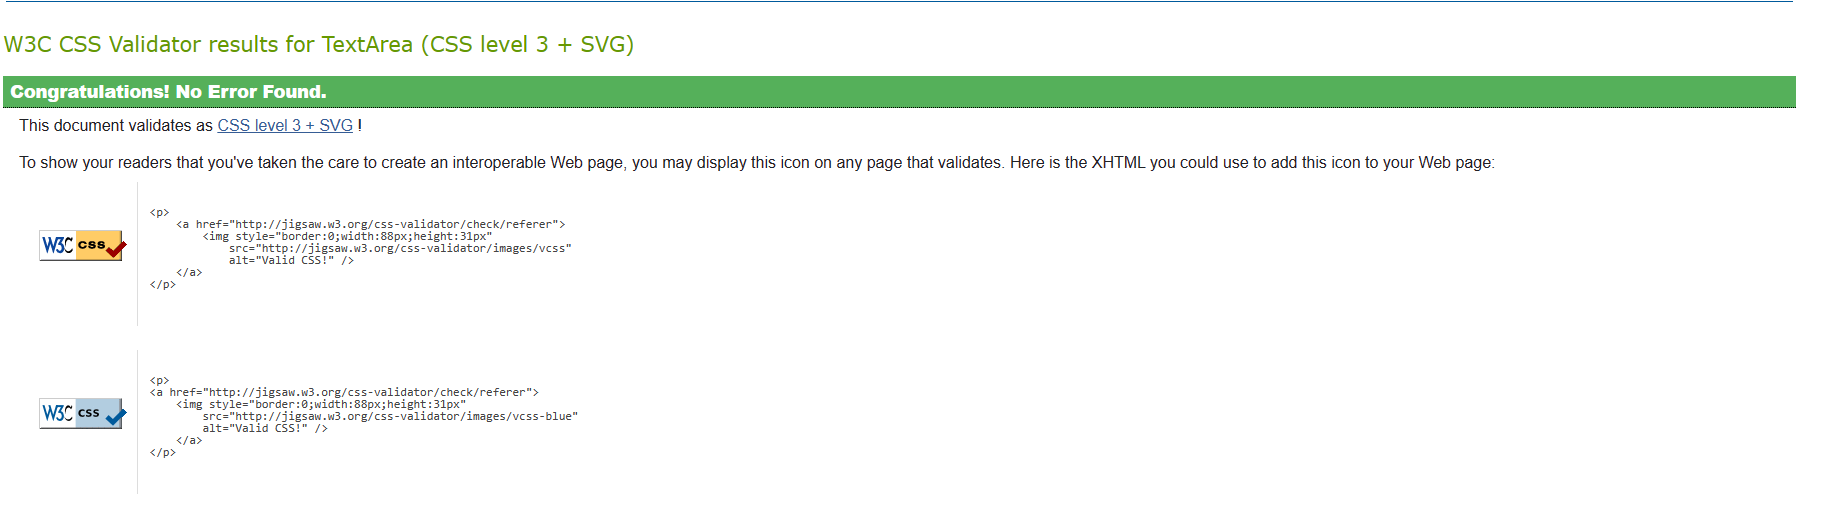 W3C CSS Validator results for TextArea (CSS level 3 + SVG)
Congratulations! No Error Found.
This document validates as CSS level 3 + SVG !
To show your readers that you've taken the care to create an interoperable Web page, you may display this icon on any page that validates. Here is the XHTML you could use to add this icon to your Web page:
W3C css
<p>
    <a href="http://jigsaw.w3.org/css-validator/check/referer">
        <img style="border:0;width:88px;height:31px"
            src="http://jigsaw.w3.org/css-validator/images/vcss"
            alt="Valid CSS!" />
    </a>
</p>
W3C css
<p>
<a href="http://jigsaw.w3.org/css-validator/check/referer">
    <img style="border:0;width:88px;height:31px"
        src="http://jigsaw.w3.org/css-validator/images/vcss-blue"
        alt="Valid CSS!" />
    </a>
</p>